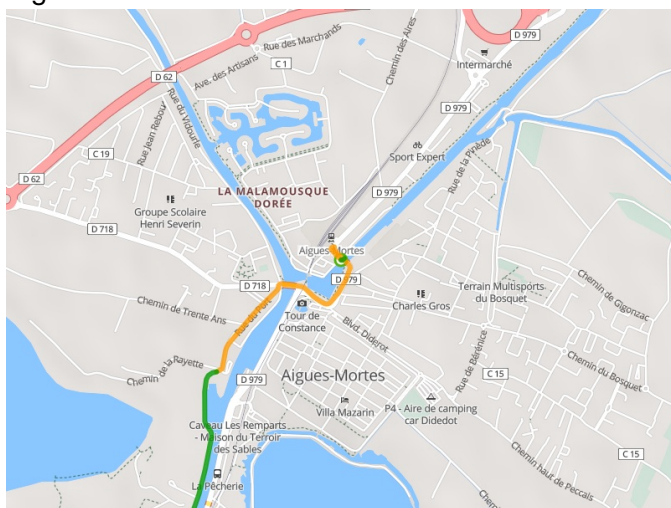 D 979
Rue des Marchands
D 62
C 1
Ave. des Artisans
Chemin des Aires
Intermarché
Rue du Vidourle
Rue Jean Rebour
C 19
D 979
Sport Expert
Rue de la Pinède
D 62
LA MALAMOUSQUE
DORÉE
D 979
Groupe Scolaire
Henri Severin
D 718
Aigues-Mortes
D 718
D 979
Terrain Multisports
du Bosquet
Chemin de Gigonzac
Chemin de Trente Ans
Rue du Port
Tour de
Constance
Charles Gros
Blvd. Diderot
Rue de Bérénice
Chemin du Bosquet
Chemin de la Rayette
D 979
Aigues-Mortes
C 15
Villa Mazarin
P4 - Aire de camping
car Didedot
Caveau Les Remparts
- Maison du Terroir
des Sables
C 15
Chemin haut de Peccais
La Pêcherie